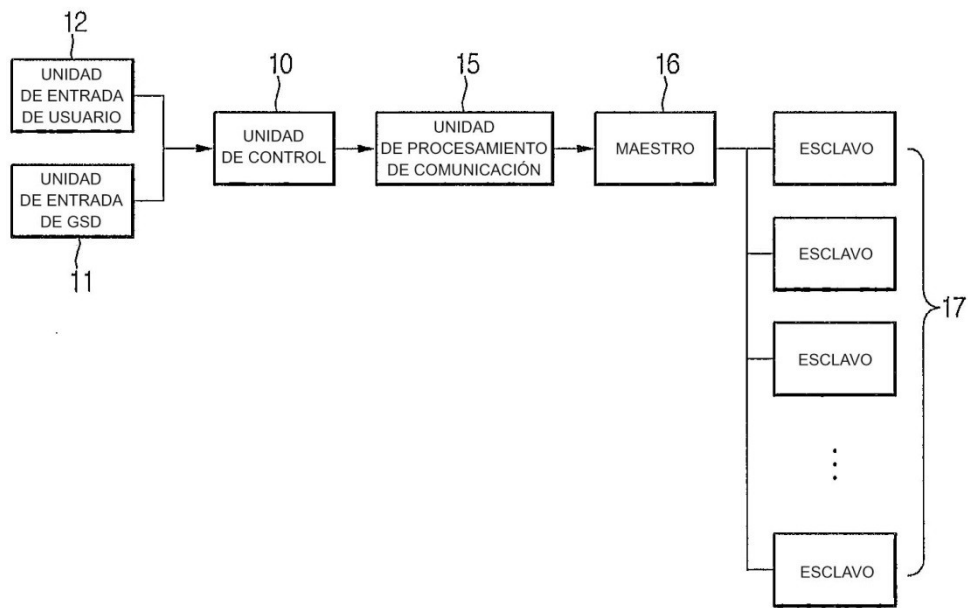 12
UNIDAD
DE ENTRADA
DE USUARIO
UNIDAD
DE ENTRADA
DE GSD
11
10
UNIDAD
DE CONTROL
15
UNIDAD
DE PROCESAMIENTO
DE COMUNICACIÓN
16
MAESTRO
ESCLAVO
ESCLAVO
ESCLAVO
ESCLAVO
17